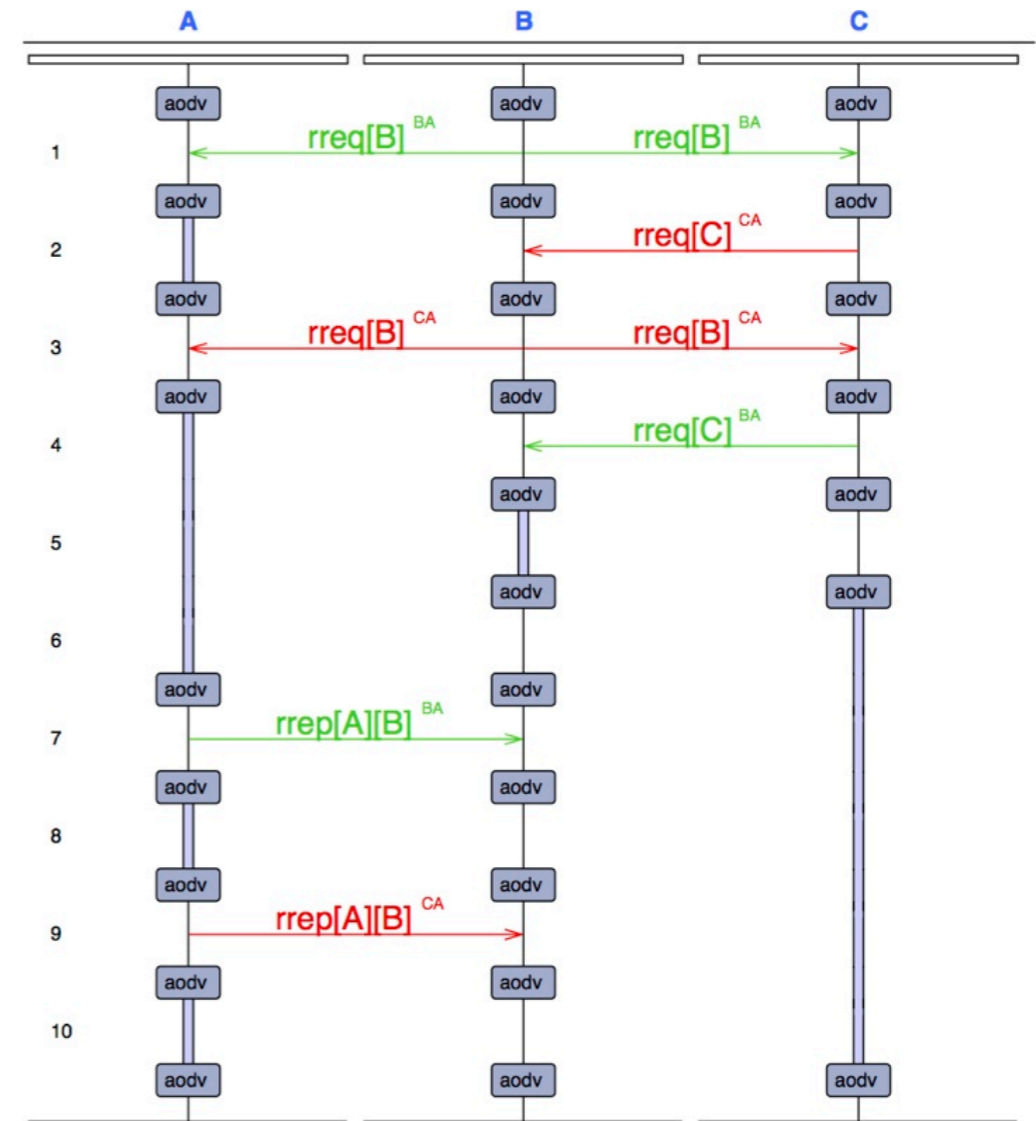 A B C
aodv aodv aodv
1 rreq[B] BA rreq[B] BA
aodv aodv aodv
2 rreq[C] CA
aodv aodv aodv
3 rreq[B] CA rreq[B] CA
aodv aodv aodv
4 rreq[C] BA
aodv aodv
5
aodv aodv
6
aodv aodv
7 rrep[A][B] BA
aodv aodv
8
aodv aodv
9 rrep[A][B] CA
aodv aodv
10
aodv aodv aodv